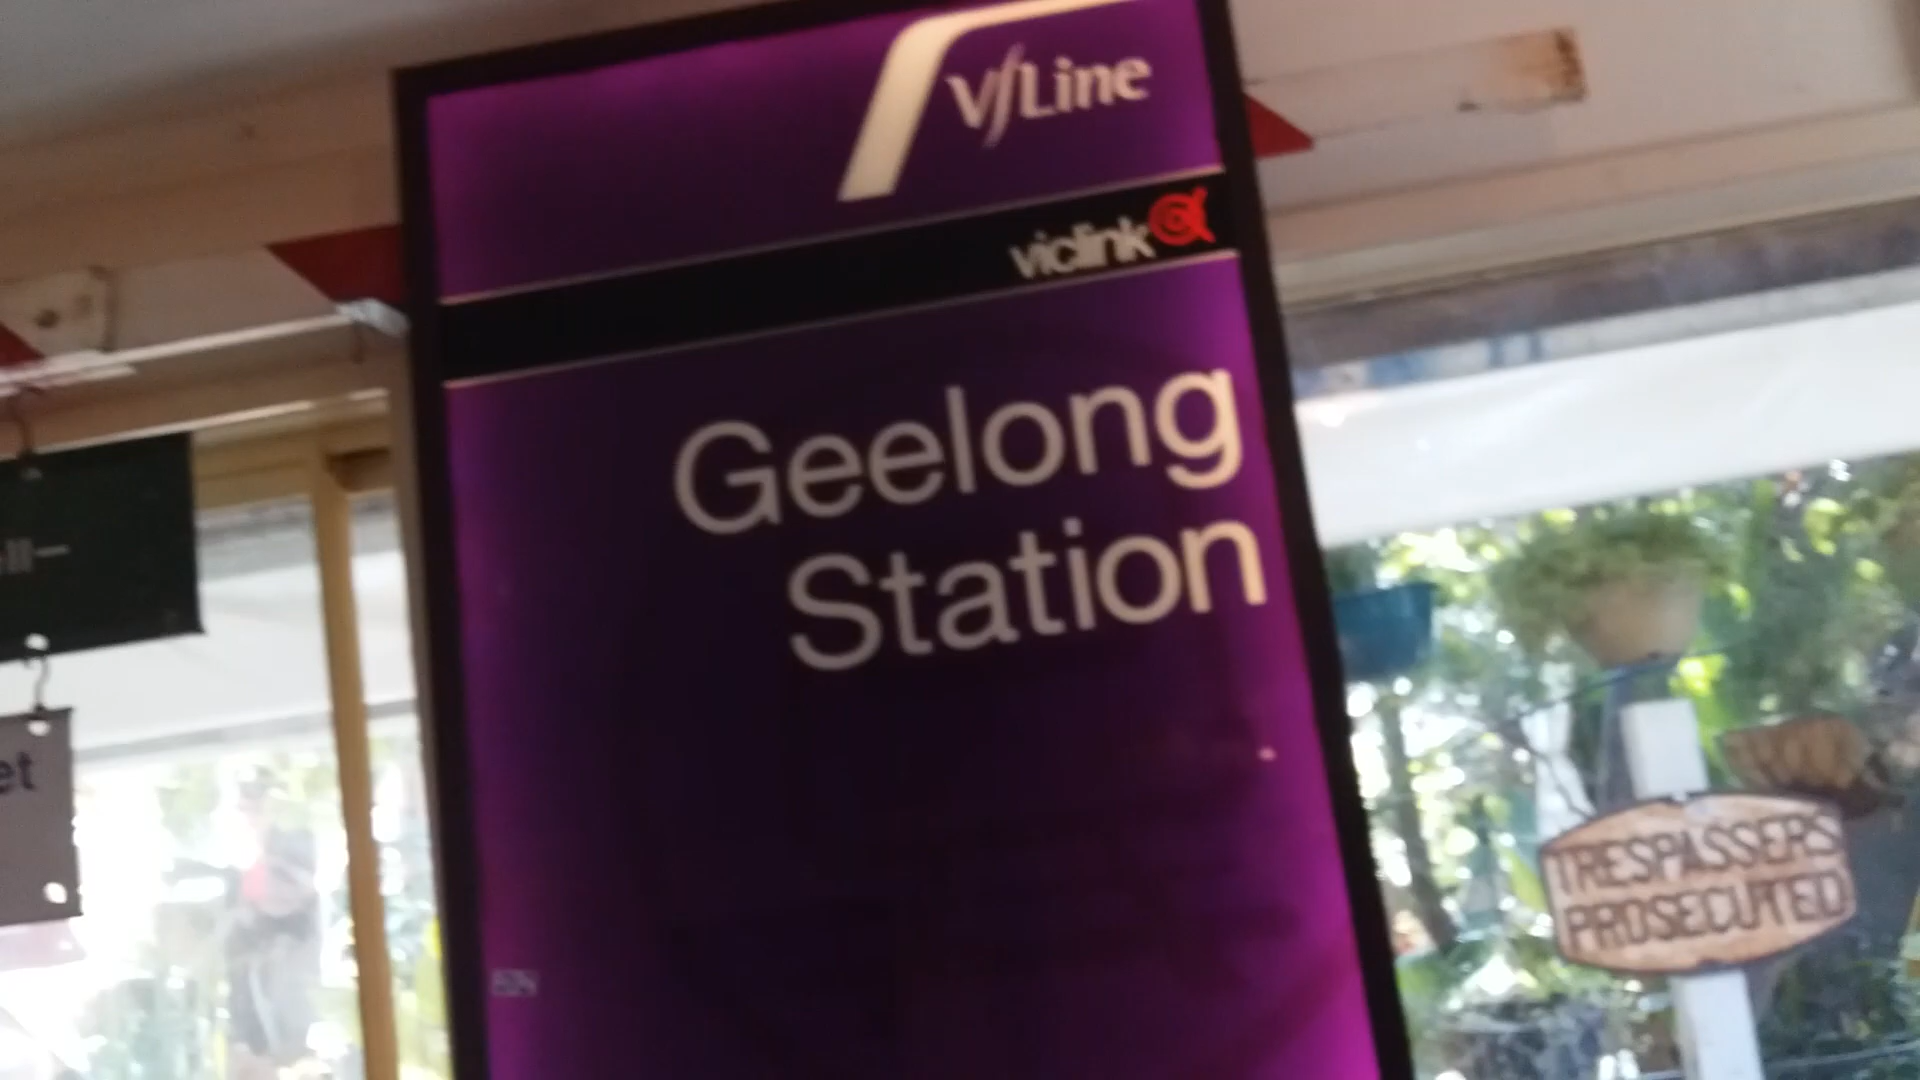 V/Line
viclink
Geelong
Station
TRESPASSERS
PROSECUTED